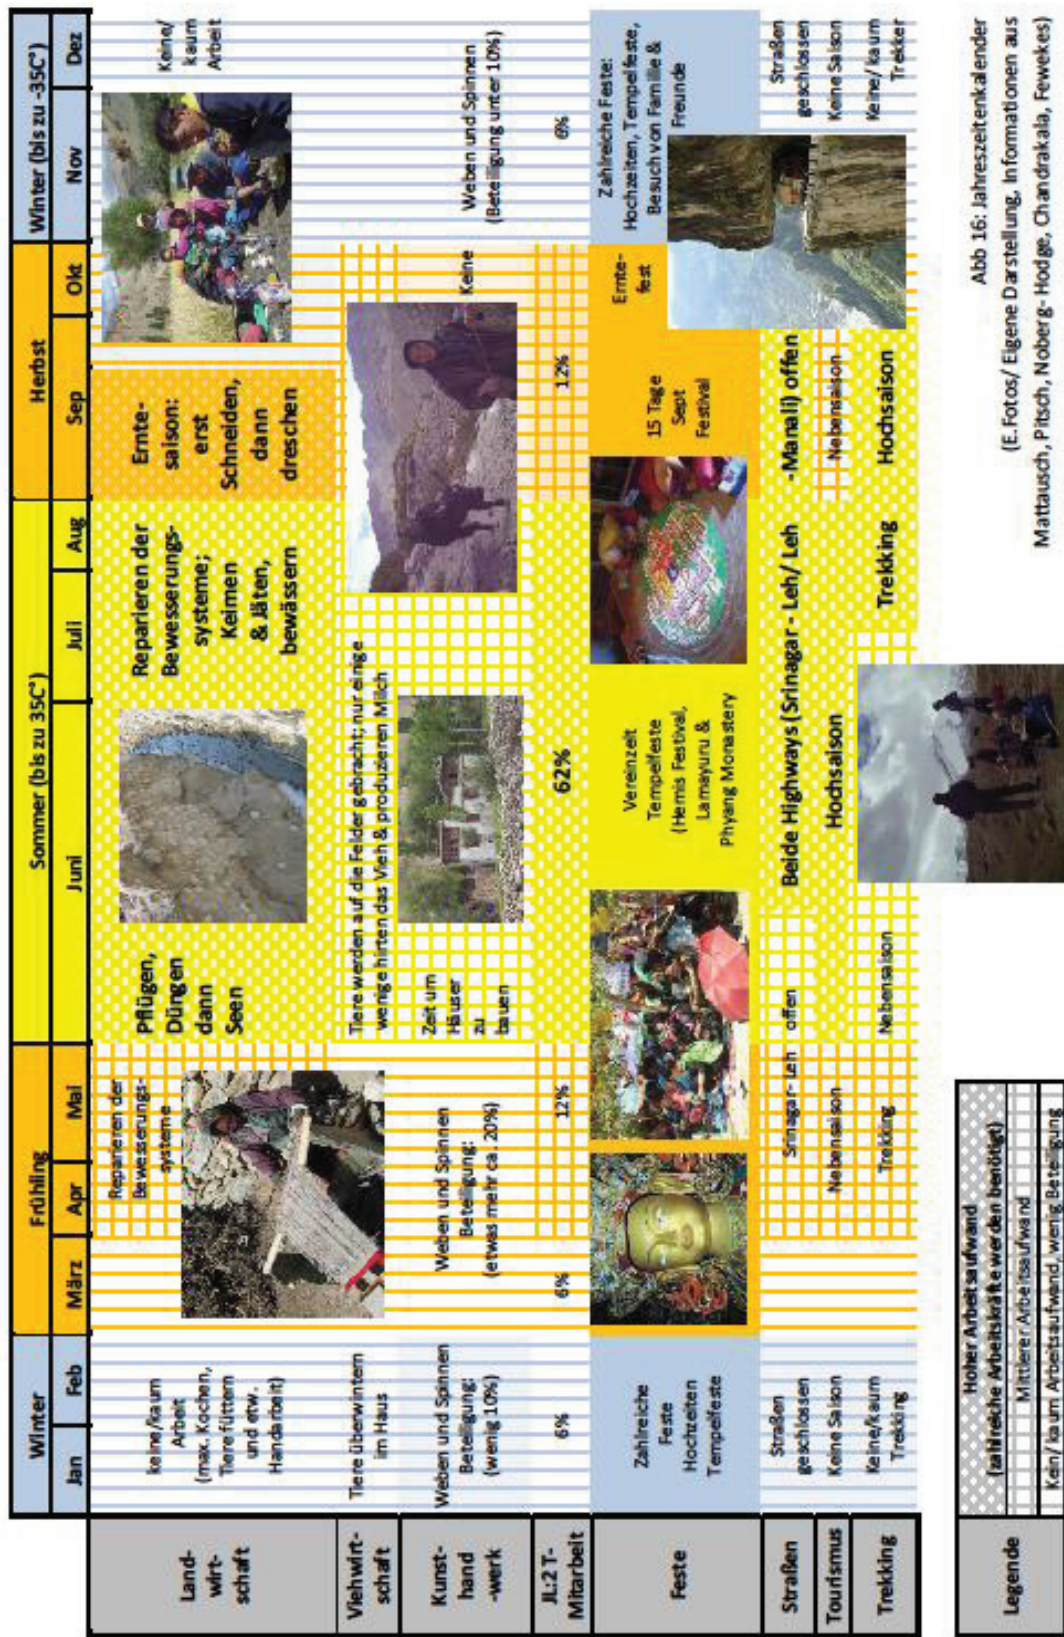 Winter
Frühling
Sommer (bis zu 35C°)
Herbst
Winter (bis zu -35C°)
Jan
Feb
März
Apr
Mai
Juni
Juli
Aug
Sep
Okt
Nov
Dez
Land-
wirt-
schaft
keine/kaum
Arbeit
(max. Kochen,
Tiere füttern
und etw.
Handarbeit)
Reparieren der
Bewesserungs-
systeme
Pflügen,
Düngen
dann
Seen
Reparieren der
Bewesserungs-
systeme;
Keimen
& Jäten,
bewässern
Ernte-
saison:
erst
Schneiden,
dann
dreschen
Keine/
kaum
Arbeit
Viehwirt-
schaft
Tiere überwintern
im Haus
Tiere werden auf die Felder gebracht; nur einige
wenige hirten das Vieh & produzieren Milch
Kunst-
hand
-werk
Weben und Spinnen
Beteiligung:
(wenig 10%)
Weben und Spinnen
Beteiligung:
(etwas mehr ca. 20%)
Zeit um
Häuser
zu
bauen
Keine
Weben und Spinnen
(Beteiligung unter 10%)
JL:2 T-
Mitarbeit
6%
6%
12%
62%
12%
6%
Feste
Zahlreiche
Feste
Hochzeiten
Tempelfeste
Vereinzeit
Tempelfeste
(Hemis Festival,
Lamayuru &
Phyang Monastery
15 Tage
Sept
Festival
Ernte-
fest
Zahlreiche Feste:
Hochzeiten, Tempelfeste,
Besuch von Familie &
Freunde
Straßen
Straßen
geschlossen
Srinagar- Leh offen
Beide Highways (Srinagar - Leh/ Leh -Manali) offen
Straßen
geschlossen
Tourismus
Keine Saison
Nebensaison
Hochsaison
Nebensaison
Keine Saison
Trekking
Keine/kaum
Trekking
Trekking
Nebensaison
Trekking
Hochsaison
Keine/ kaum
Trekker
Legende
Hoher Arbeitsaufwand
(zahlreiche Arbeitskräfte werden benötigt)
Mittlerer Arbeitsaufwand
Kein/ kaum Arbeitsaufwand, wenig Beteiligung
Abb 16: Jahreszeitenkalender
(E.Fotos/ Eigene Darstellung, Informationen aus
Mattausch, Pitsch, Noberg- Hodge, Chandrakala, Fewekes)